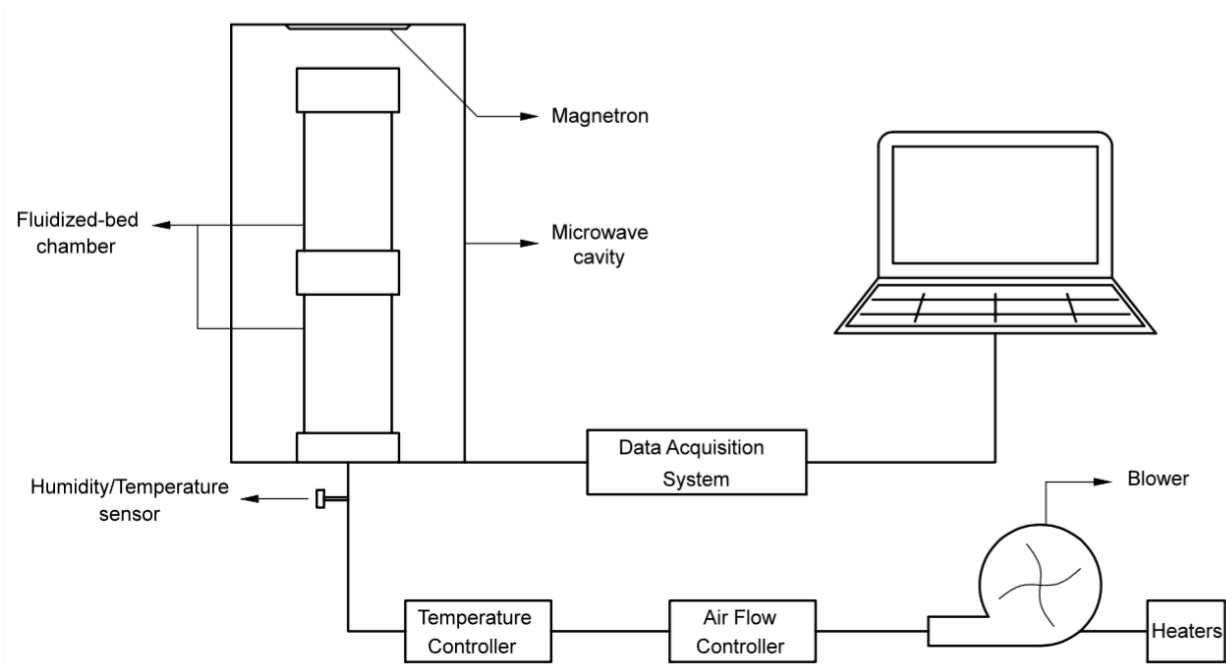 Magnetron
Fluidized-bed
chamber
Microwave
cavity
Data Acquisition
System
Humidity/Temperature
sensor
Blower
Temperature
Controller
Air Flow
Controller
Heaters